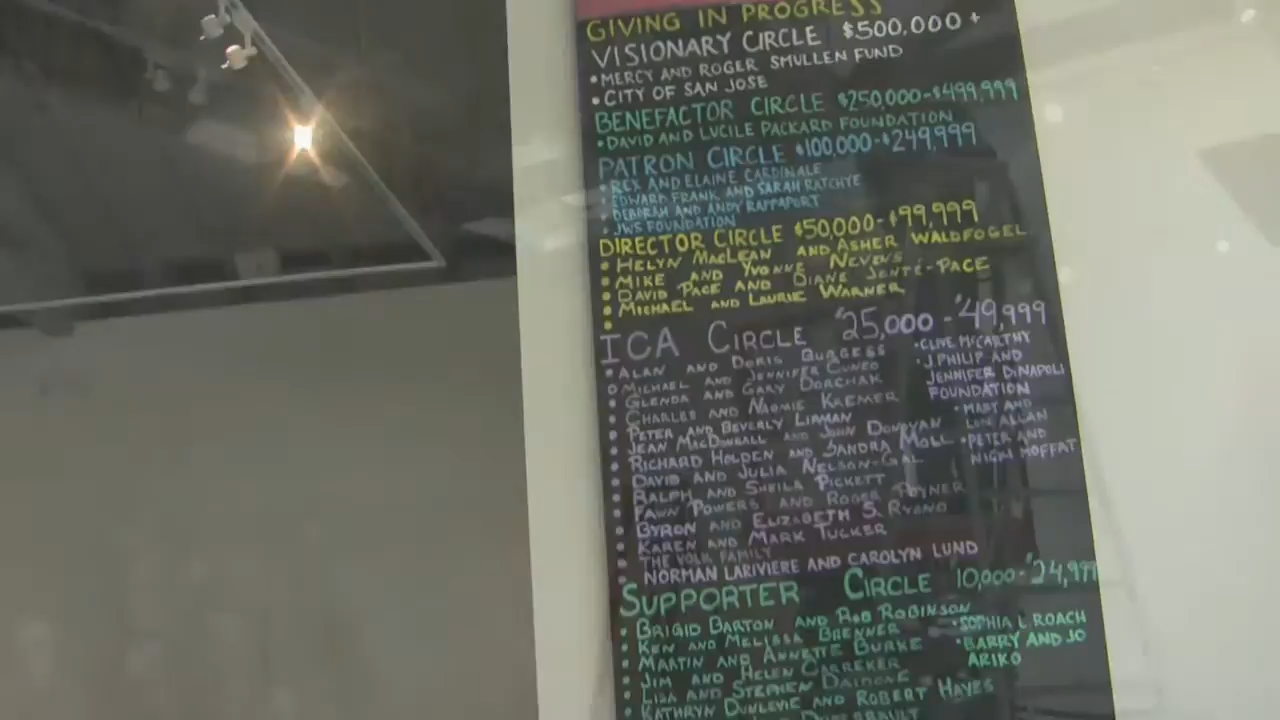 GIVING IN PROGRESS
VISIONARY CIRCLE $500,000+
•MERCY AND ROGER SMULLEN FUND
•CITY OF SAN JOSE
BENEFACTOR CIRCLE $250,000-$499,999
•DAVID AND LUCILE PACKARD FOUNDATION
PATRON CIRCLE $100,000-$249,999
•REX AND ELAINE CARDINALE
•EDWARD FRANK AND SARAH RATCHYE
•DEBORAH AND ANDY RAPPAPORT
•JWS FOUNDATION
DIRECTOR CIRCLE $50,000-$99,999
•HELYN MACLEAN AND ASHER WALDFOGEL
•MIKE AND YVONNE NEVENS
•DAVID PACE AND DIANE JONTE-PACE
•MICHAEL AND LAURIE WARNER
ICA CIRCLE $25,000-$49,999
•ALAN AND DORIS BURGESS
•MICHAEL AND JENNIFER CUNEO
•GLENDA AND GARY DORCHAK
•CHARLES AND NAOMIE KREMER
•PETER AND BEVERLY LIPMAN
•JEAN MACDOUGALL AND JOHN DONOVAN
•RICHARD HOLDEN AND SANDRA MOLL
•DAVID AND JULIA NELSON-GAL
•RALPH AND SHEILA PICKETT
•FAWN POWERS AND ROGER POYNER
•BYRON AND ELIZABETH S. RYONO
•KAREN AND MARK TUCKER
•THE VOLK FAMILY
•NORMAN LARIVIERE AND CAROLYN LUND
•CLIVE MCCARTHY
•J. PHILIP AND
JENNIFER DINAPOLI
FOUNDATION
•MARY AND
LON ALLAN
•PETER AND
NICKI MOFFAT
SUPPORTER CIRCLE $10,000-$24,999
•BRIGID BARTON AND ROB ROBINSON
•KEN AND MELISSA BRENNER
•MARTIN AND ANNETTE BURKE
•JIM AND HELEN CARREKER
•LISA AND STEPHEN
•KATHRYN DUNLEVIE AND ROBERT HAYES
•SOPHIA L. ROACH
•BARRY AND JO
ARIKO